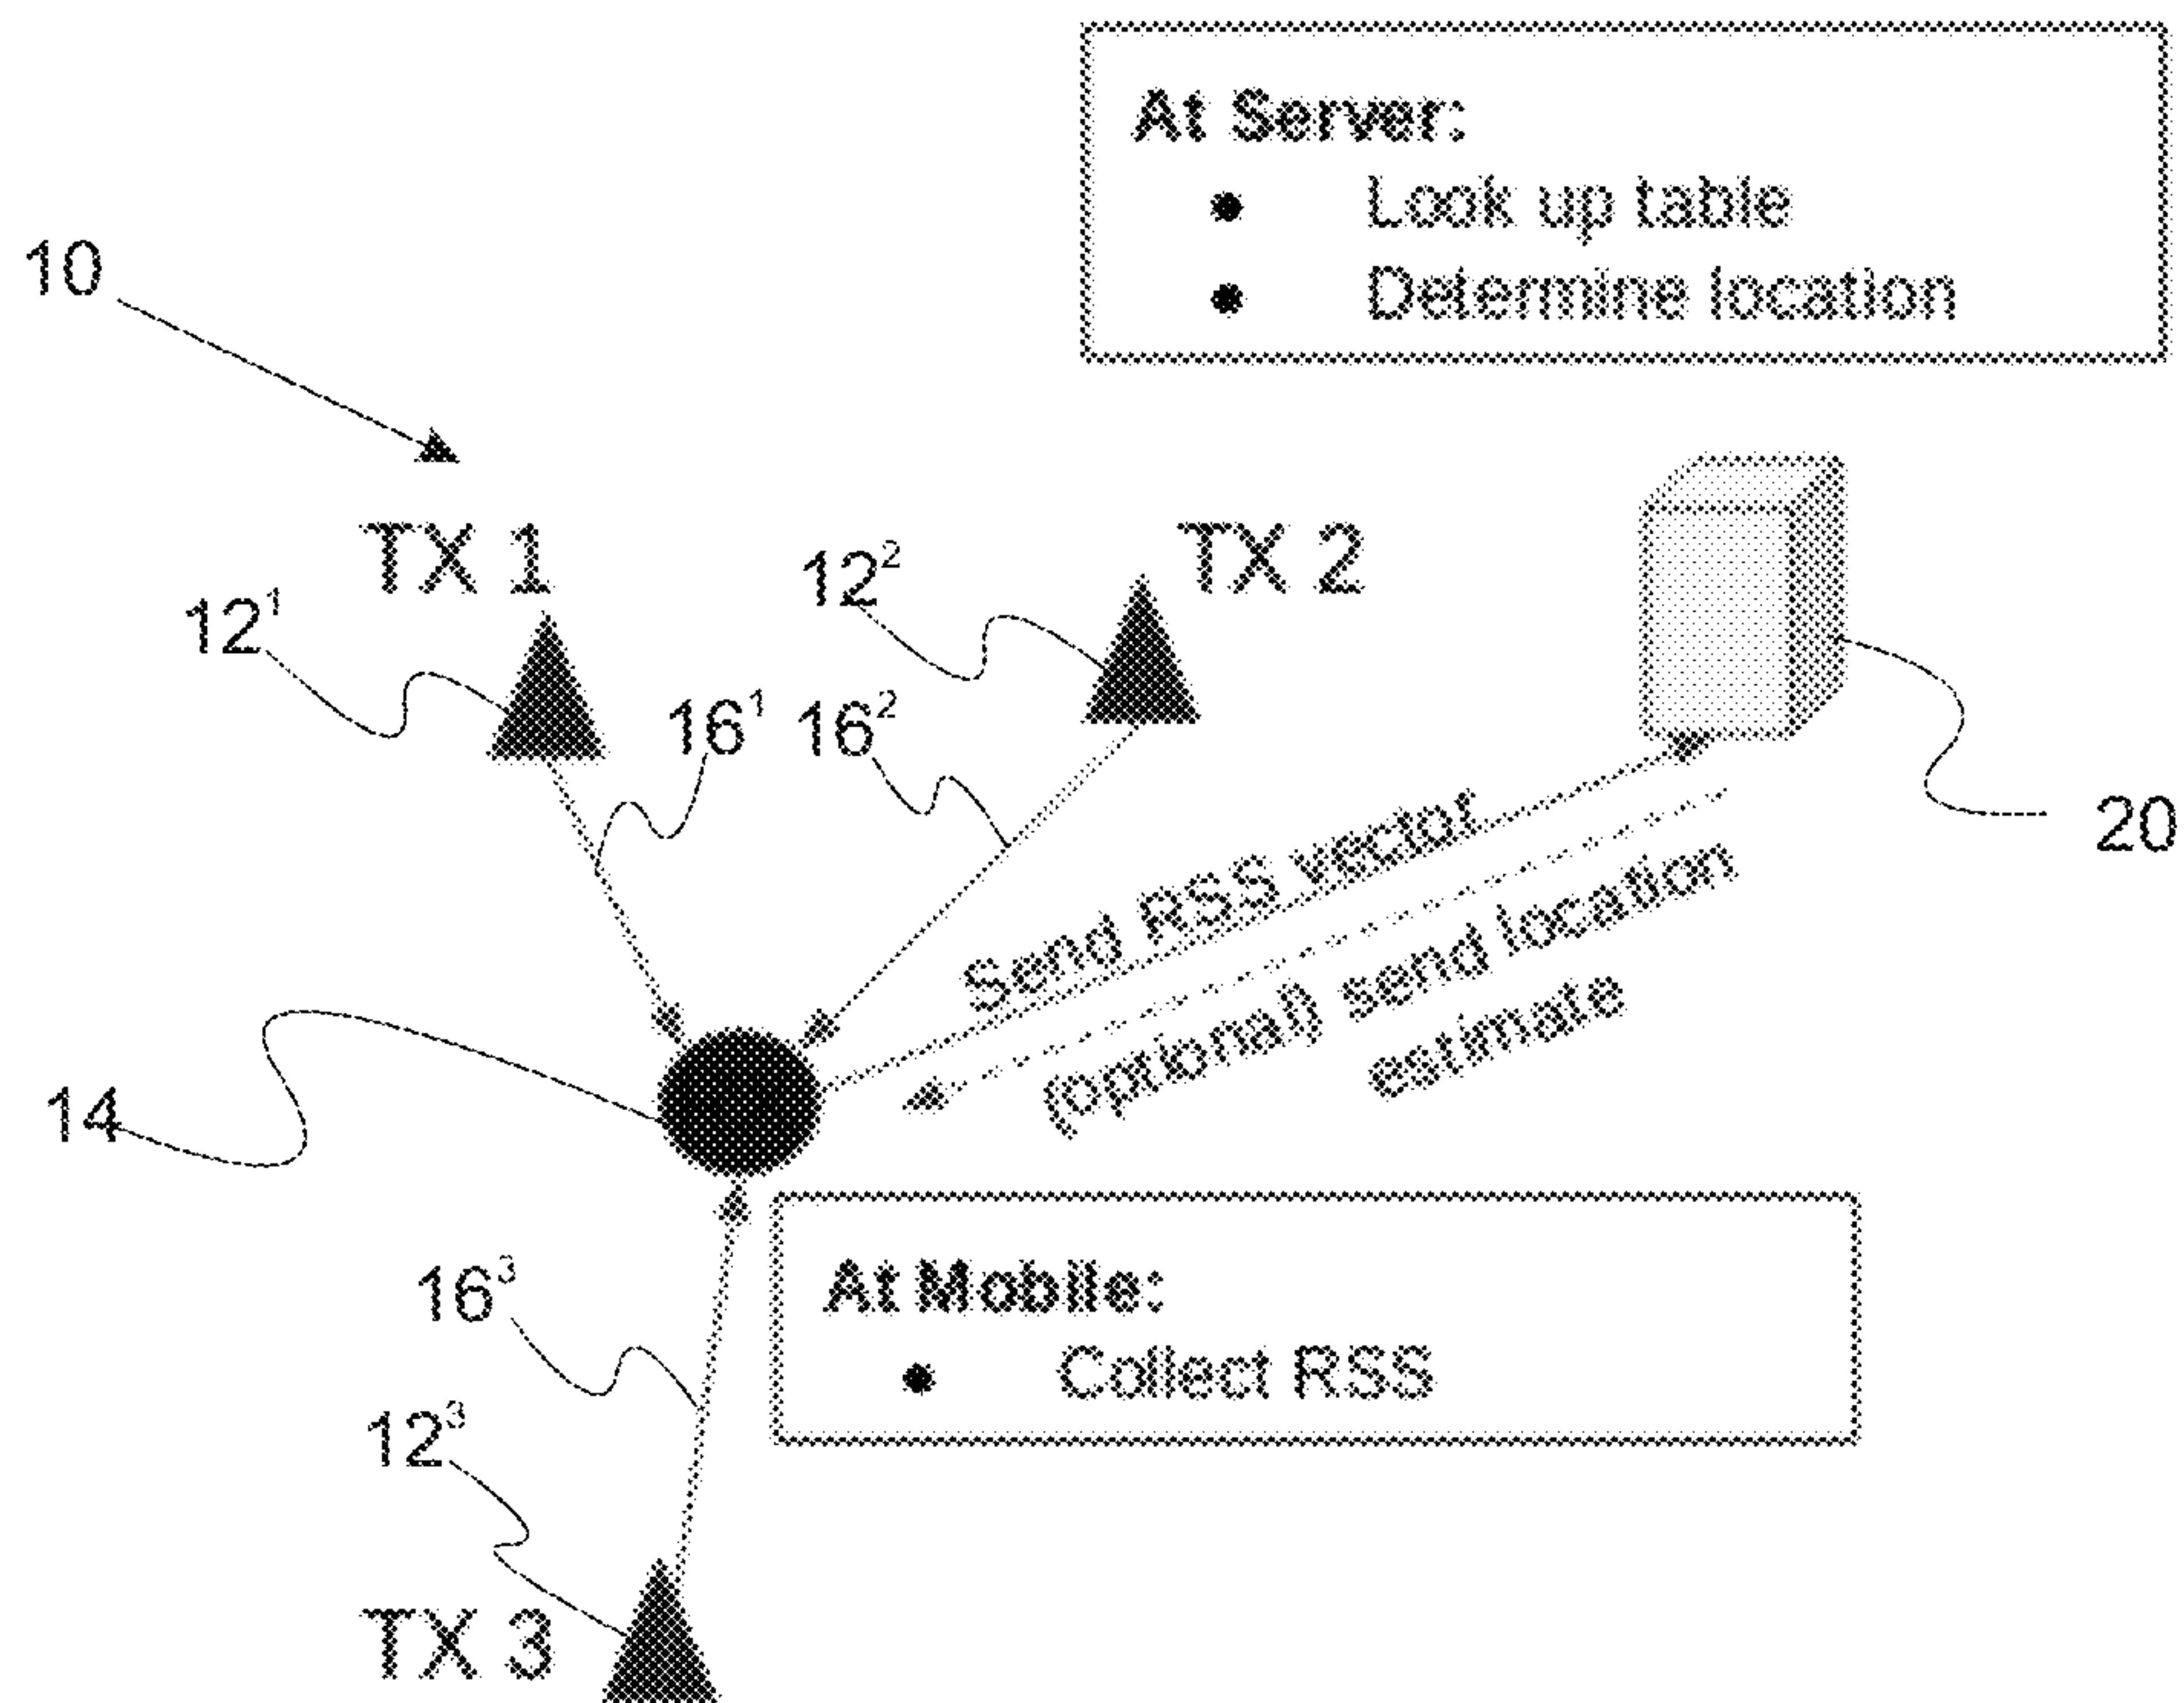 At Server:
• Look up table
• Determine location
10
TX 1
12²
TX 2
12¹
16¹
16²
20
Send RSS vector
(optional) send location
estimate
14
At Mobile:
• Collect RSS
16³
12³
TX 3